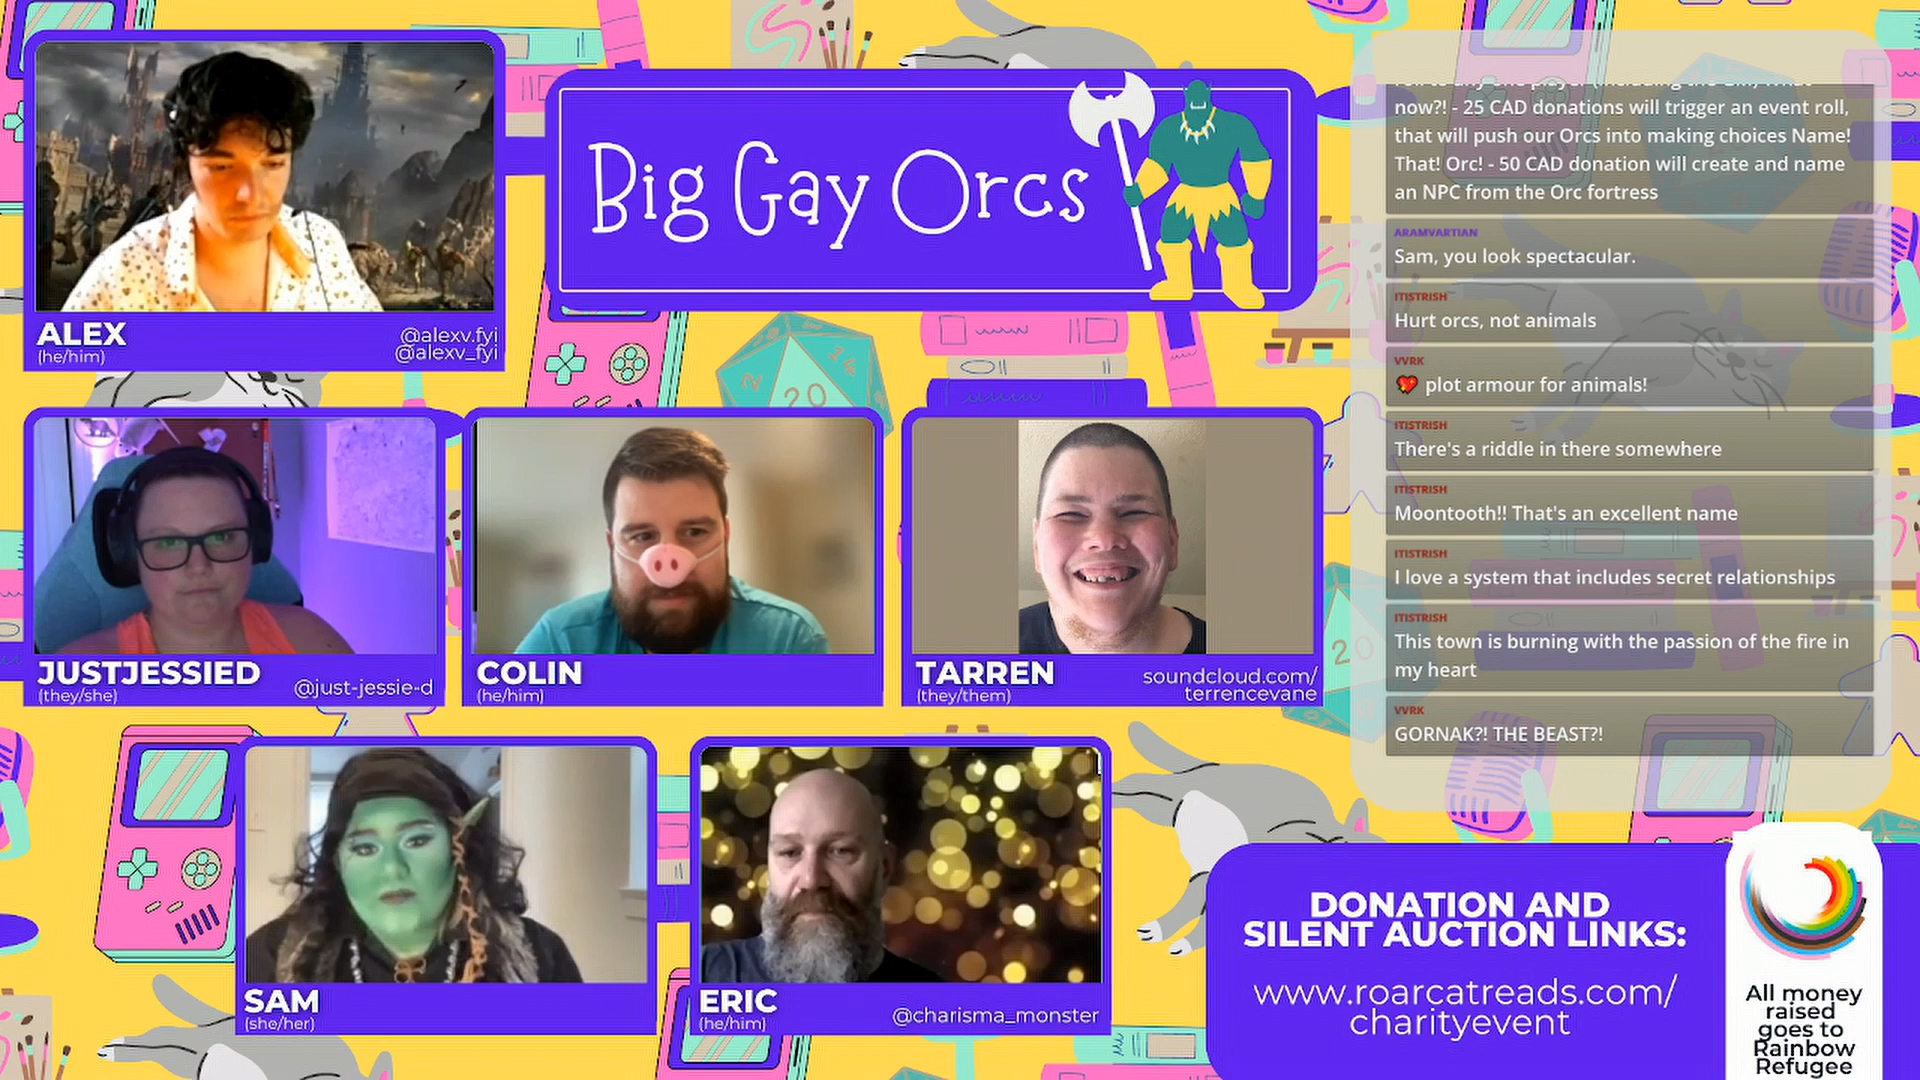 ALEX
(he/him)
@alexv.fyi
@alexv_fyi
Big Gay Orcs
JUSTJESSIED
(they/she)
@just-jessie-d
COLIN
(he/him)
TARREN
(they/them)
soundcloud.com/
terrencevane
SAM
(she/her)
ERIC
(he/him)
@charisma_monster
now?! - 25 CAD donations will trigger an event roll,
that will push our Orcs into making choices Name!
That! Orc! - 50 CAD donation will create and name
an NPC from the Orc fortress
ARAMVARTIAN
Sam, you look spectacular.
ITISTRISH
Hurt orcs, not animals
VVRK
💖 plot armour for animals!
ITISTRISH
There's a riddle in there somewhere
ITISTRISH
Moontooth!! That's an excellent name
ITISTRISH
I love a system that includes secret relationships
ITISTRISH
This town is burning with the passion of the fire in
my heart
VVRK
GORNAK?! THE BEAST?!
DONATION AND
SILENT AUCTION LINKS:
www.roarcatreads.com/
charityevent
All money
raised
goes to
Rainbow
Refugee
2
14
20
20